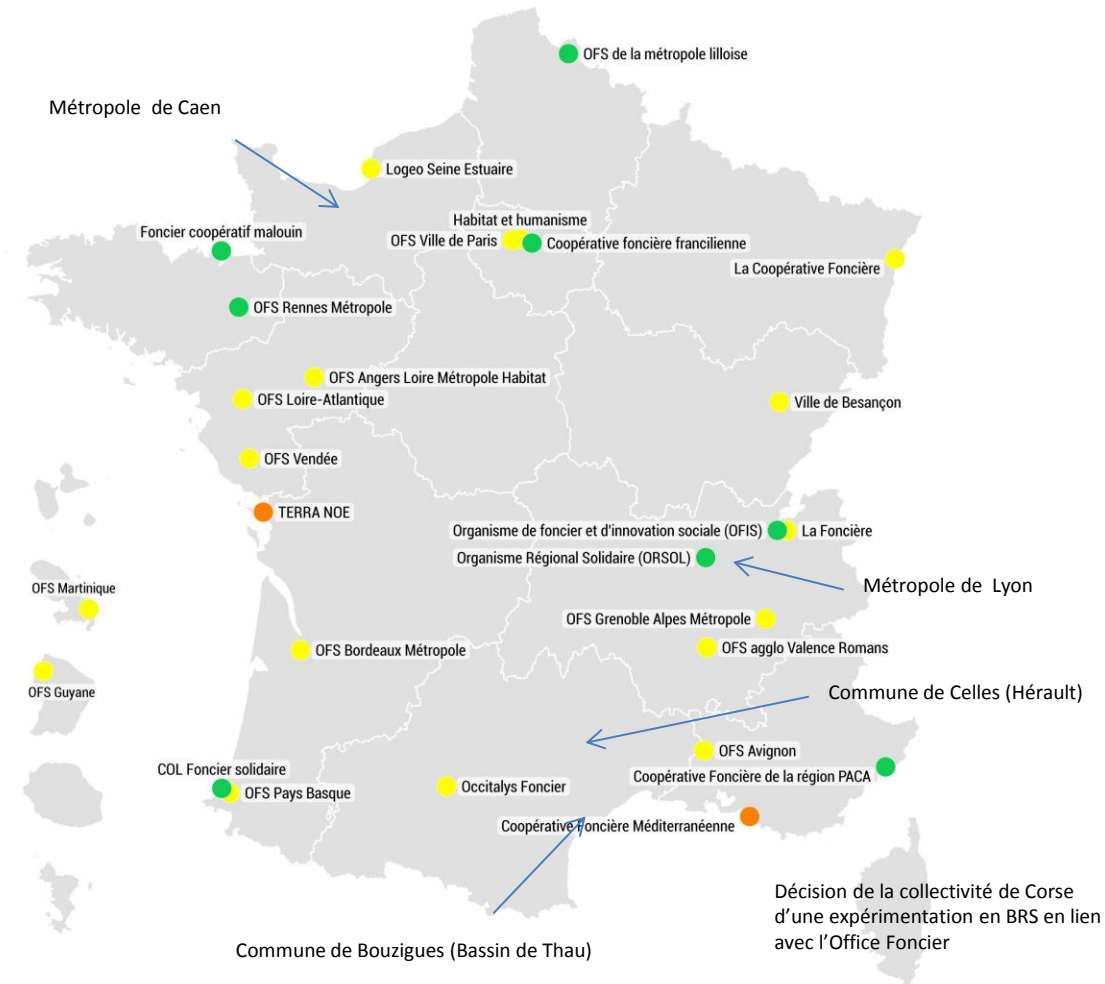 OFS de la métropole lilloise
Métropole de Caen
Logeo Seine Estuaire
Habitat et humanisme
Foncier coopératif malouin
OFS Ville de Paris
Coopérative foncière francilienne
La Coopérative Foncière
OFS Rennes Métropole
OFS Angers Loire Métropole Habitat
OFS Loire-Atlantique
Ville de Besançon
OFS Vendée
TERRA NOE
Organisme de foncier et d'innovation sociale (OFIS)
La Foncière
Organisme Régional Solidaire (ORSOL)
Métropole de Lyon
OFS Martinique
OFS Grenoble Alpes Métropole
OFS Bordeaux Métropole
OFS agglo Valence Romans
OFS Guyane
Commune de Celles (Hérault)
OFS Avignon
COL Foncier solidaire
Coopérative Foncière de la région PACA
OFS Pays Basque
Occitalys Foncier
Coopérative Foncière Méditerranéenne
Décision de la collectivité de Corse
d’une expérimentation en BRS en lien
avec l’Office Foncier
Commune de Bouzigues (Bassin de Thau)